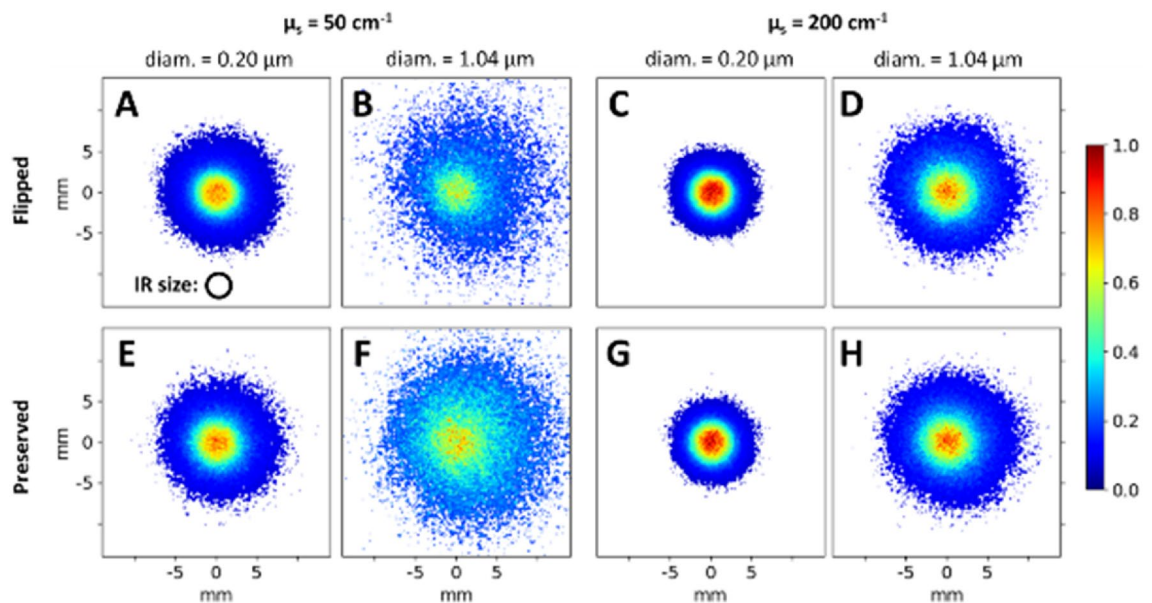 μs = 50 cm-1 μs = 200 cm-1
diam. = 0.20 μm diam. = 1.04 μm diam. = 0.20 μm diam. = 1.04 μm
A B C D
Flipped
mm
5
0
-5
IR size:
1.0
0.8
0.6
0.4
0.2
0.0
E F G H
Preserved
mm
5
0
-5
-5 0 5 -5 0 5 -5 0 5 -5 0 5
mm mm mm mm